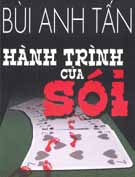 BÙI ANH TẤN
HÀNH TRÌNH
CỦA
SÓI